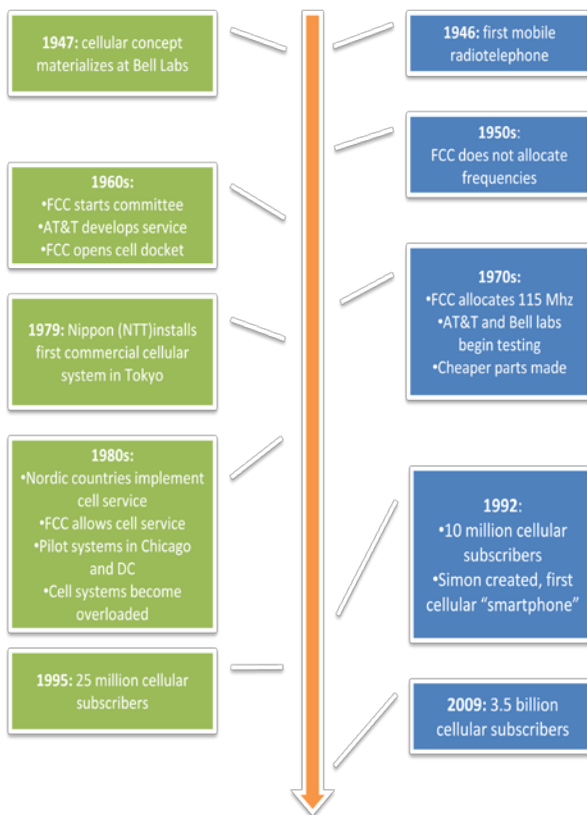 1947: cellular concept
materializes at Bell Labs
1946: first mobile
radiotelephone
1950s:
FCC does not allocate
frequencies
1960s:
•FCC starts committee
•AT&T develops service
•FCC opens cell docket
1970s:
•FCC allocates 115 Mhz
•AT&T and Bell labs
begin testing
•Cheaper parts made
1979: Nippon (NTT)installs
first commercial cellular
system in Tokyo
1980s:
•Nordic countries implement
cell service
•FCC allows cell service
•Pilot systems in Chicago
and DC
•Cell systems become
overloaded
1992:
•10 million cellular
subscribers
•Simon created, first
cellular “smartphone”
1995: 25 million cellular
subscribers
2009: 3.5 billion
cellular subscribers